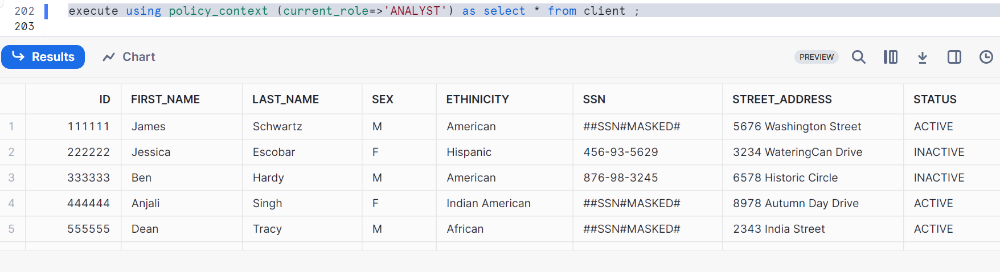 202 execute using policy_context (current_role=>'ANALYST') as select * from client ;
203
Results Chart PREVIEW
ID FIRST_NAME LAST_NAME SEX ETHINICITY SSN STREET_ADDRESS STATUS
1 111111 James Schwartz M American ##SSN#MASKED# 5676 Washington Street ACTIVE
2 222222 Jessica Escobar F Hispanic 456-93-5629 3234 WateringCan Drive INACTIVE
3 333333 Ben Hardy M American 876-98-3245 6578 Historic Circle INACTIVE
4 444444 Anjali Singh F Indian American ##SSN#MASKED# 8978 Autumn Day Drive ACTIVE
5 555555 Dean Tracy M African ##SSN#MASKED# 2343 India Street ACTIVE